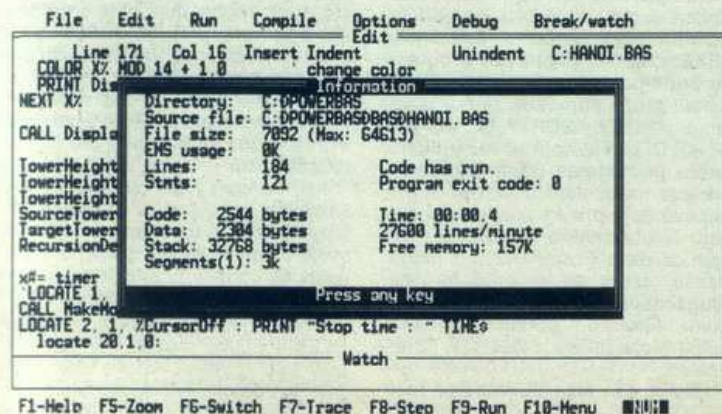 File Edit Run Compile Options Debug Break/watch
Edit
Line 171 Col 16 Insert Indent Unindent C:HANOI.BAS
COLOR X% MOD 14 + 1,0 ' change color
PRINT Dis
NEXT X%
CALL Displa
TowerHeight
TowerHeight
TowerHeight
SourceTower
TargetTower
RecursionDe
x#= timer
LOCATE 1,
CALL MakeMo
LOCATE 2, 1, %CursorOff : PRINT "Stop time : " TIME$
locate 20,1,0:
Information
Directory: C:ÐPOWERBAS
Source file: C:ÐPOWERBASÐBASÐHANOI.BAS
File size: 7092 (Max: 64613)
EMS usage: 0K
Lines: 184 Code has run.
Stmts: 121 Program exit code: 0
Code: 2544 bytes Time: 00:00.4
Data: 2304 bytes 27600 lines/minute
Stack: 32768 bytes Free memory: 157K
Segments(1): 3k
Press any key
Watch
F1-Help F5-Zoom F6-Switch F7-Trace F8-Step F9-Run F10-Menu NUM